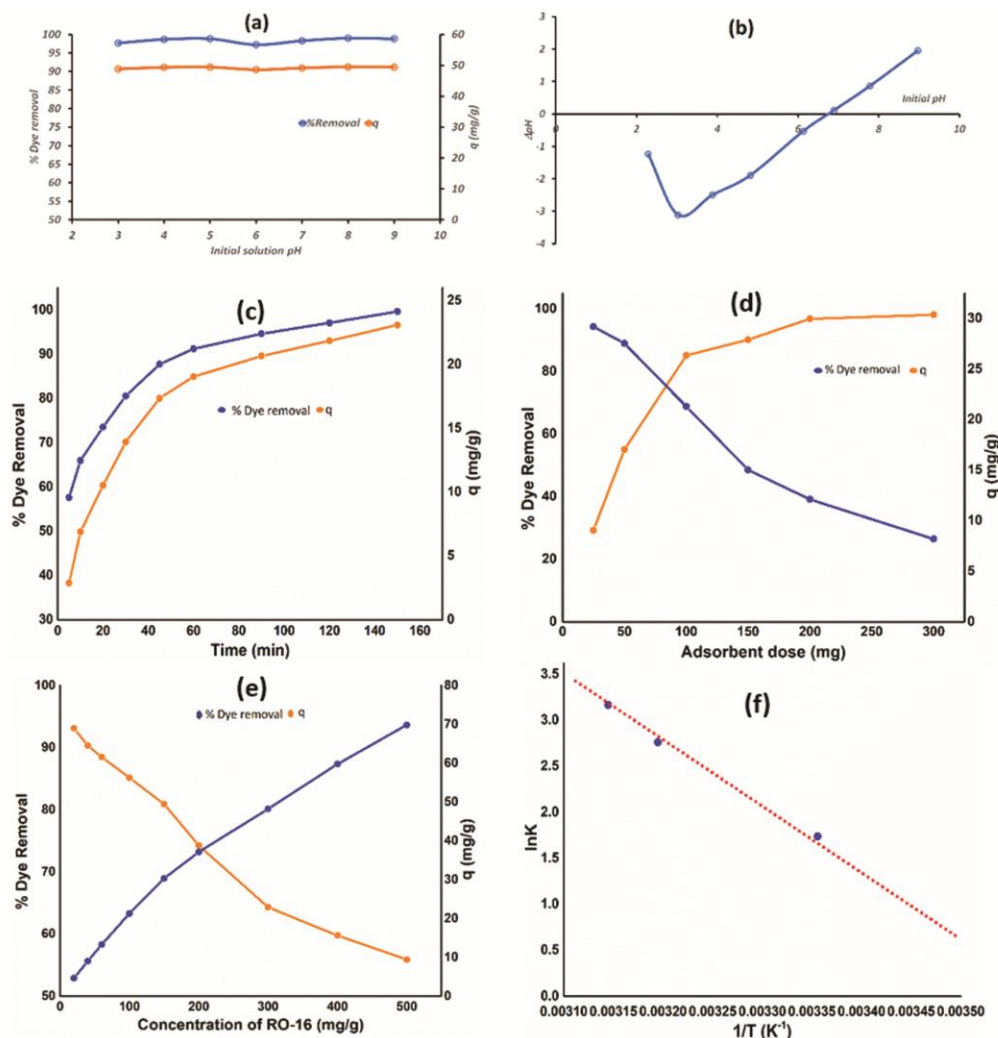 (a)
100
95
90
85
80
75
70
65
60
55
50
% Dye removal
%Removal q
60
50
40
30
20
10
0
q (mg/g)
2 3 4 5 6 7 8 9 10
Initial solution pH
(b)
3
2
1
0
-1
-2
-3
-4
ΔpH
Initial pH
0 2 4 6 8 10
(c)
100
90
80
70
60
50
40
30
% Dye Removal
% Dye removal q
25
20
15
10
5
0
q (mg/g)
0 20 40 60 80 100 120 140 160
Time (min)
(d)
100
80
60
40
20
0
% Dye Removal
% Dye removal q
30
25
20
15
10
5
0
q (mg/g)
0 50 100 150 200 250 300
Adsorbent dose (mg)
(e)
100
90
80
70
60
50
% Dye Removal
% Dye removal q
80
70
60
50
40
30
20
10
0
q (mg/g)
0 100 200 300 400 500
Concentration of RO-16 (mg/g)
(f)
3.5
3.0
2.5
2.0
1.5
1.0
0.5
0.0
lnK
0.00310 0.00315 0.00320 0.00325 0.00330 0.00335 0.00340 0.00345 0.00350
1/T (K-1)